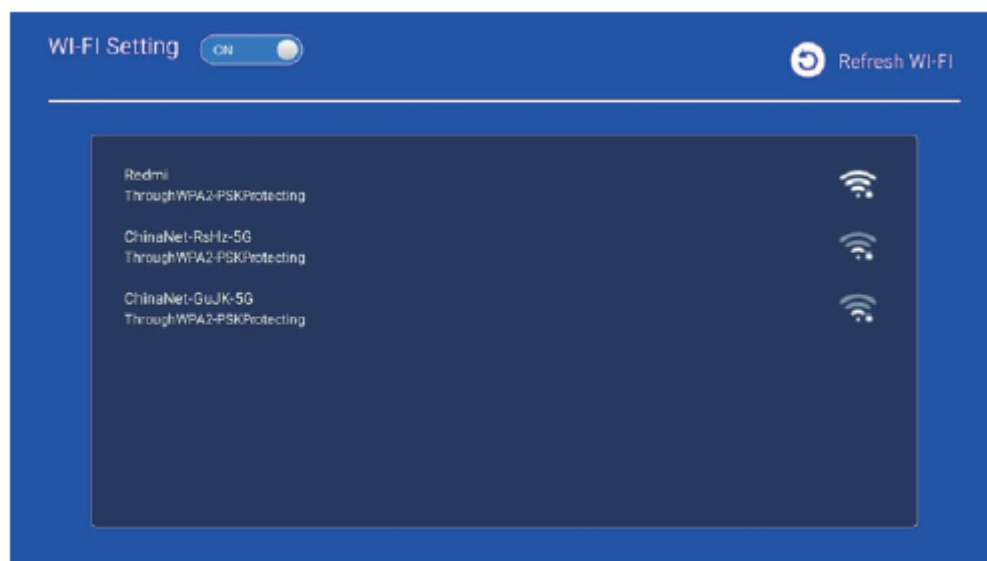 WI-FI Setting
ON
Refresh WI-FI
Redmi
ThroughWPA2-PSKProtecting
ChinaNet-RsHz-5G
ThroughWPA2-PSKProtecting
ChinaNet-GuJK-5G
ThroughWPA2-PSKProtecting